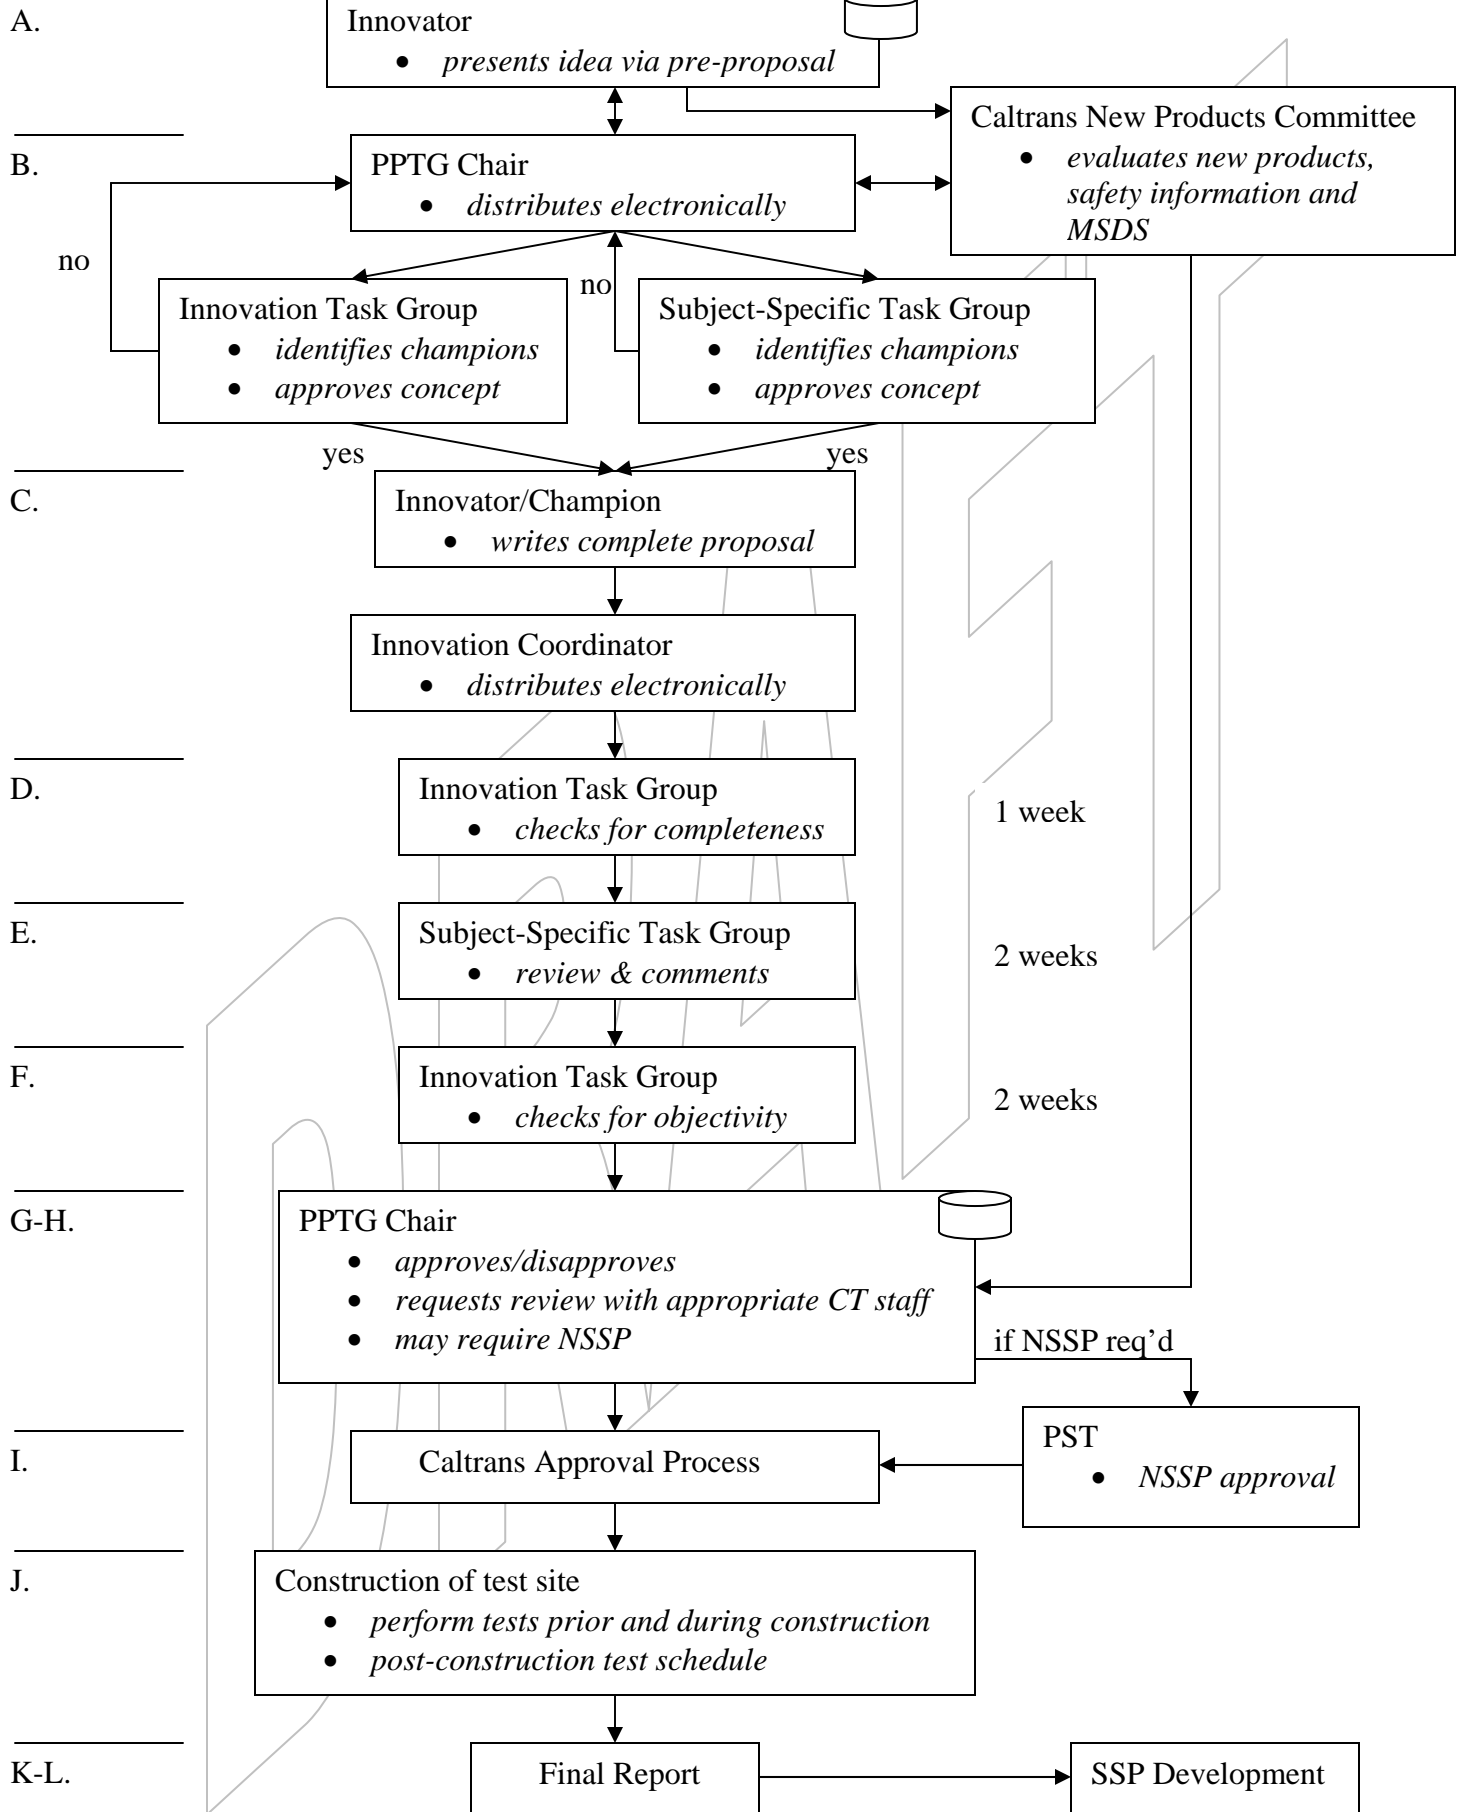 A.
Innovator
• presents idea via pre-proposal
Caltrans New Products Committee
• evaluates new products,
safety information and
MSDS
B.
PPTG Chair
• distributes electronically
no
no
Innovation Task Group
• identifies champions
• approves concept
Subject-Specific Task Group
• identifies champions
• approves concept
yes
yes
C.
Innovator/Champion
• writes complete proposal
Innovation Coordinator
• distributes electronically
D.
Innovation Task Group
• checks for completeness
1 week
E.
Subject-Specific Task Group
• review & comments
2 weeks
F.
Innovation Task Group
• checks for objectivity
2 weeks
G-H.
PPTG Chair
• approves/disapproves
• requests review with appropriate CT staff
• may require NSSP
if NSSP req’d
PST
• NSSP approval
I.
Caltrans Approval Process
J.
Construction of test site
• perform tests prior and during construction
• post-construction test schedule
K-L.
Final Report
SSP Development
DRAFT